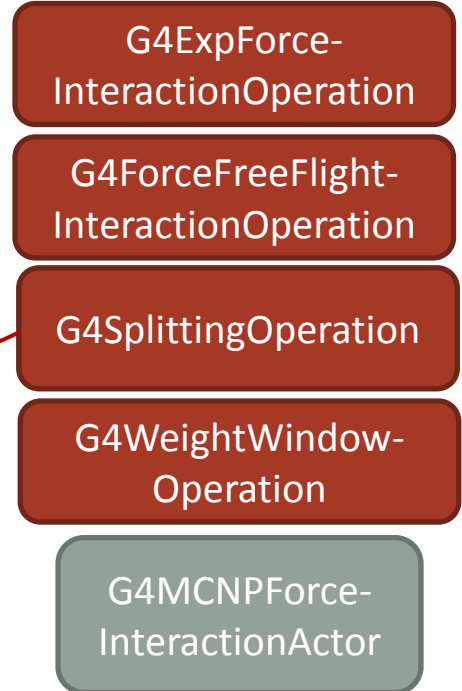 G4ExpForce-
InteractionOperation
G4ForceFreeFlight-
InteractionOperation
G4SplittingOperation
G4WeightWindow-
Operation
G4MCNPForce-
InteractionActor